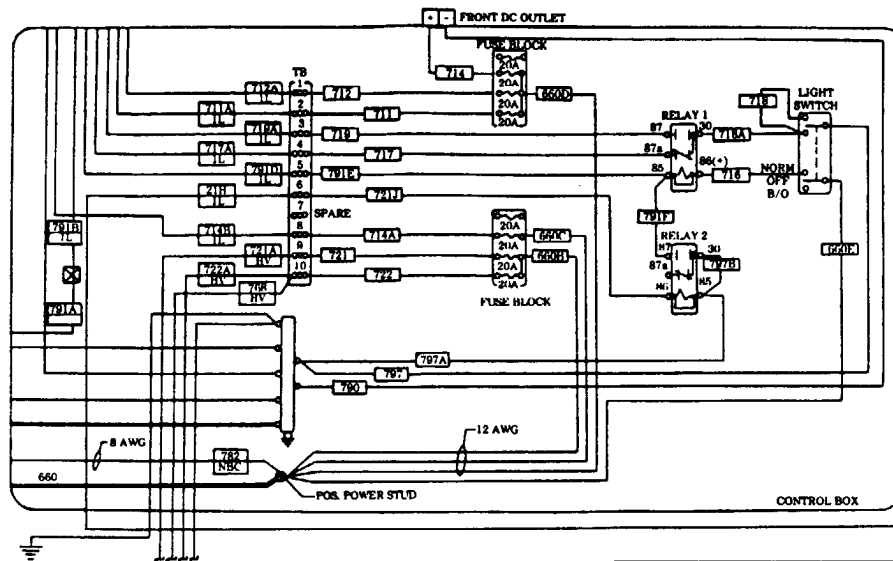 + - FRONT DC OUTLET
FUSE BLOCK
20A
714
20A
660D
20A
20A
TB
1
2
3
4
5
6
7
8
9
10
712A
1L
712
711A
1L
711
719A
1L
719
717A
1L
717
791D
1L
791E
21H
1L
721J
SPARE
714B
1L
714A
721A
HV
721
722A
HV
722
768
HV
791B
7L
791A
20A
660C
20A
660B
20A
20A
FUSE BLOCK
RELAY 1
87
30
87a
85
86(+)
718A
716
718
LIGHT
SWITCH
NORM
OFF
B/O
791F
RELAY 2
87
30
87a
86
85
797B
660E
797A
797
790
8 AWG
782
NBC
660
12 AWG
POS. POWER STUD
CONTROL BOX